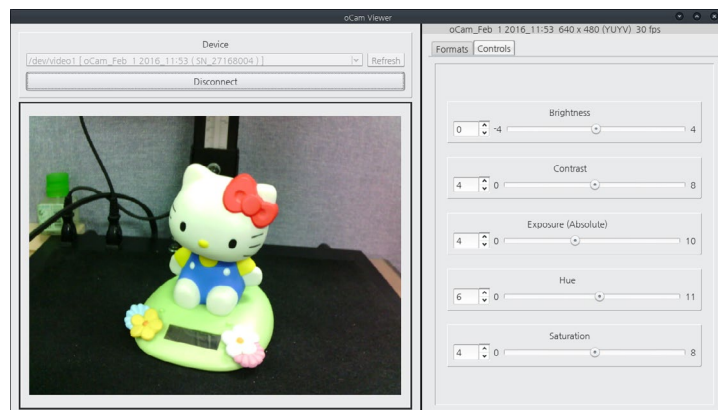 oCam Viewer
Device
/dev/video1 [ oCam_Feb 1 2016_11:53 ( SN_27168004 ) ]
Refresh
Disconnect
oCam_Feb 1 2016_11:53 640 x 480 (YUYV) 30 fps
Formats
Controls
Brightness
0 -4 4
Contrast
4 0 8
Exposure (Absolute)
4 0 10
Hue
6 0 11
Saturation
4 0 8